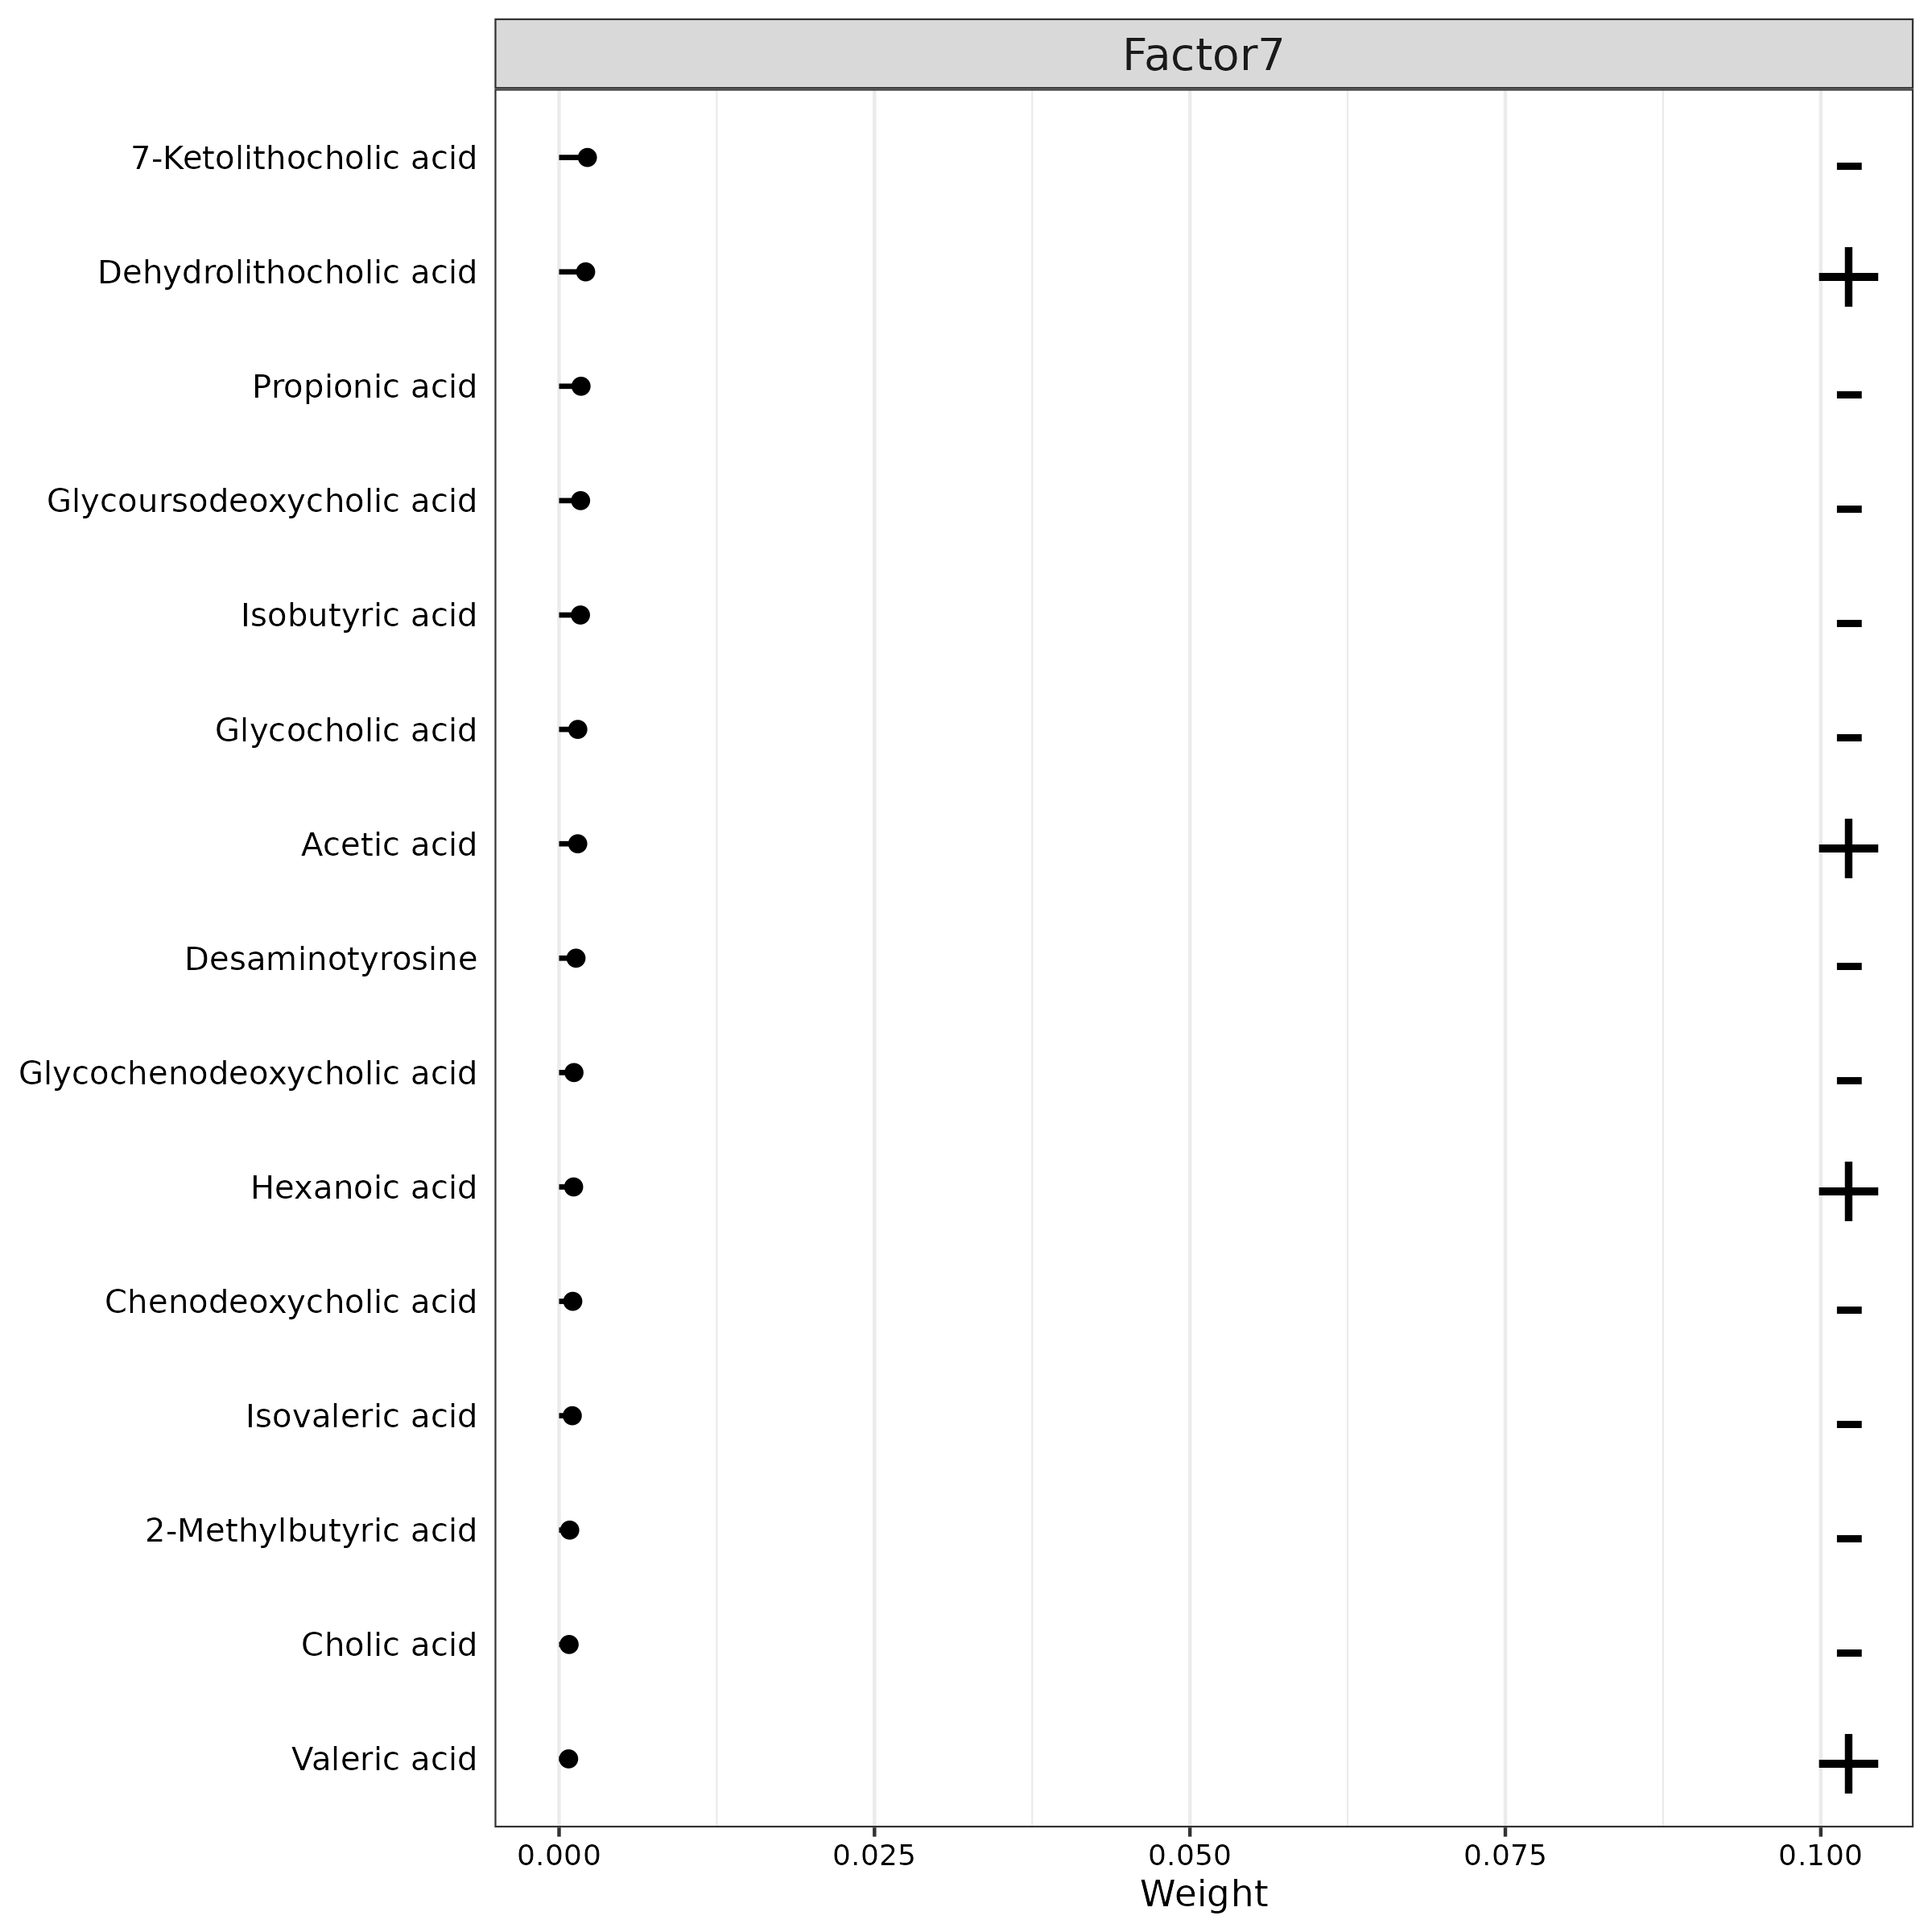 Factor7
7-Ketolithocholic acid -
Dehydrolithocholic acid +
Propionic acid -
Glycoursodeoxycholic acid -
Isobutyric acid -
Glycocholic acid -
Acetic acid +
Desaminotyrosine -
Glycochenodeoxycholic acid -
Hexanoic acid +
Chenodeoxycholic acid -
Isovaleric acid -
2-Methylbutyric acid -
Cholic acid -
Valeric acid +
0.000 0.025 0.050 0.075 0.100
Weight